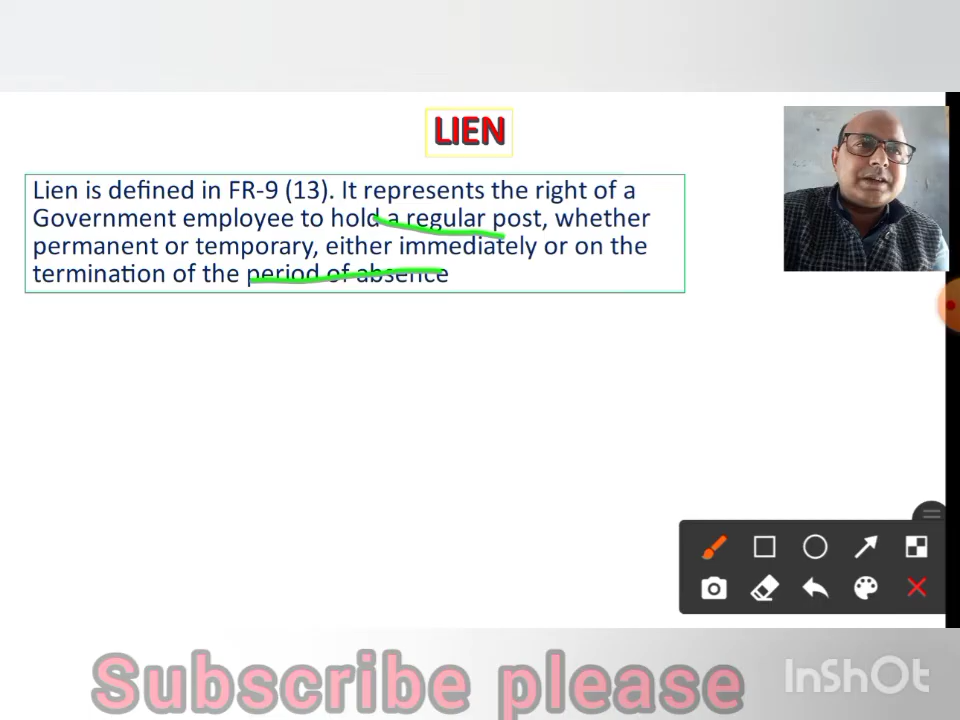 LIEN
Lien is defined in FR-9 (13). It represents the right of a
Government employee to hold a regular post, whether
permanent or temporary, either immediately or on the
termination of the period of absence
Subscribe please
InShOt